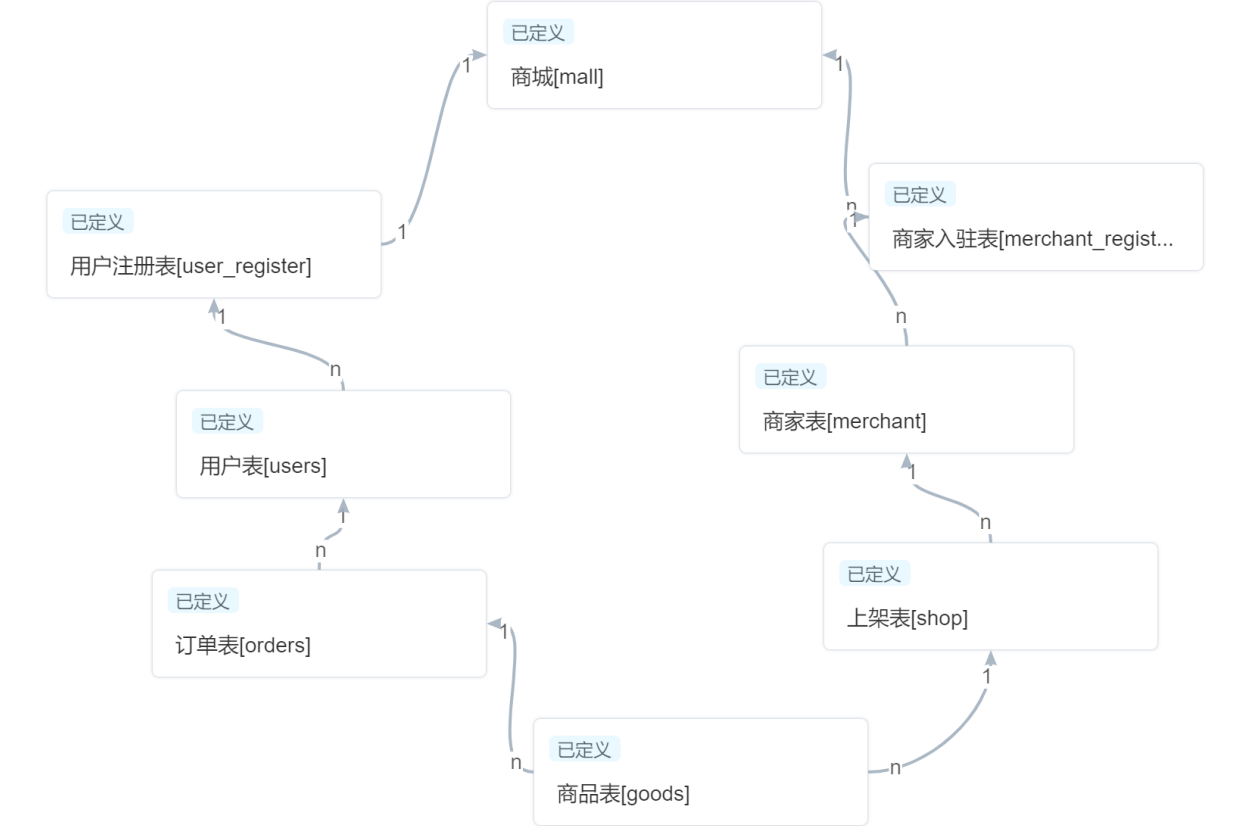 已定义
商城[mall]
1
1
1
n
1
已定义
商家入驻表[merchant_regist...
已定义
用户注册表[user_register]
1
n
n
已定义
商家表[merchant]
已定义
用户表[users]
1
n
1
n
已定义
上架表[shop]
已定义
订单表[orders]
1
1
n
n
已定义
商品表[goods]